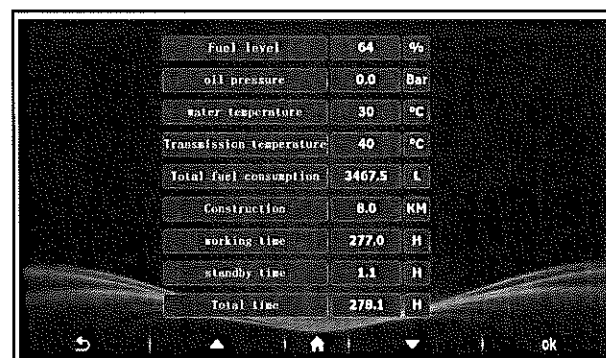 Fuel level 64 %
oil pressure 0.0 Bar
water temperature 30 °C
Transmission temperature 40 °C
Total fuel consumption 3467.5 L
Construction 8.0 KM
working time 277.0 H
standby time 1.1 H
Total time 278.1 H
ok